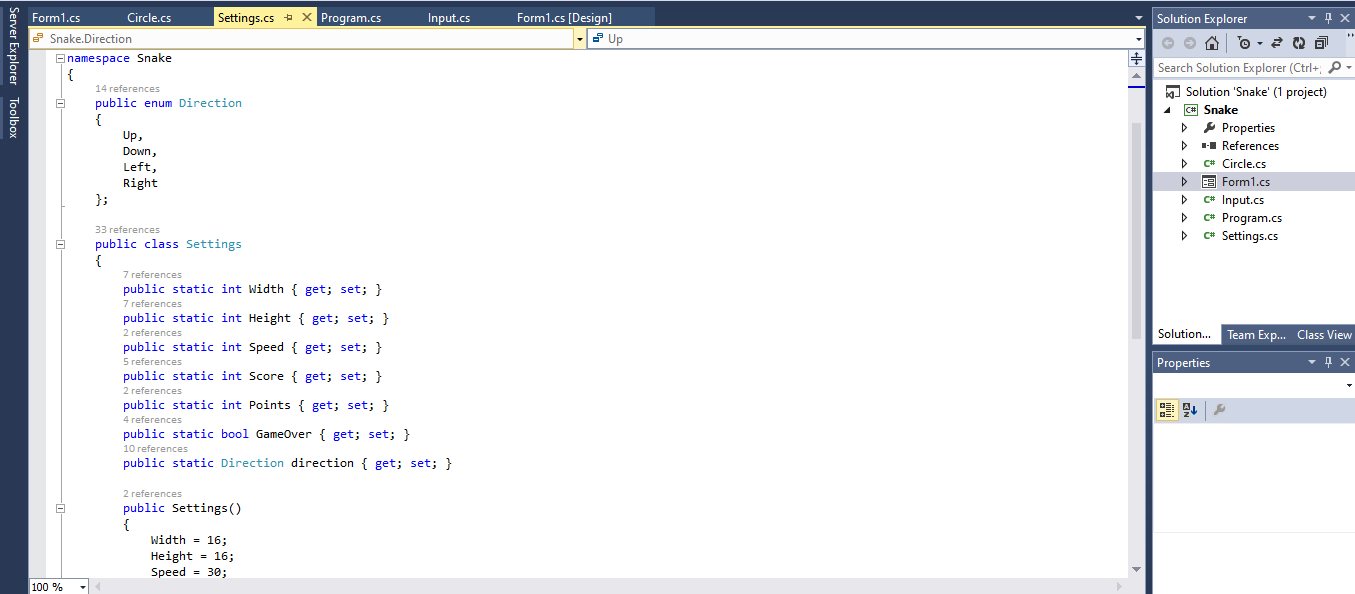 Server Explorer
Toolbox
Form1.cs Circle.cs Settings.cs Program.cs Input.cs Form1.cs [Design]
Snake.Direction Up
namespace Snake
{
14 references
public enum Direction
{
Up,
Down,
Left,
Right
};
33 references
public class Settings
{
7 references
public static int Width { get; set; }
7 references
public static int Height { get; set; }
2 references
public static int Speed { get; set; }
5 references
public static int Score { get; set; }
2 references
public static int Points { get; set; }
4 references
public static bool GameOver { get; set; }
10 references
public static Direction direction { get; set; }
2 references
public Settings()
{
Width = 16;
Height = 16;
Speed = 30;
100 %
Solution Explorer
Search Solution Explorer (Ctrl+;
Solution 'Snake' (1 project)
C# Snake
Properties
References
C# Circle.cs
Form1.cs
C# Input.cs
C# Program.cs
C# Settings.cs
Solution... Team Exp... Class View
Properties